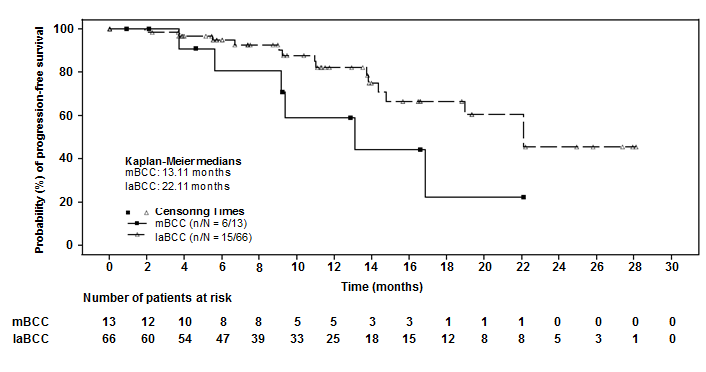 Probability (%) of progression-free survival
100
80
60
40
20
0
Kaplan-Meier medians
mBCC: 13.11 months
laBCC: 22.11 months
Censoring Times
mBCC (n/N = 6/13)
laBCC (n/N = 15/66)
0 2 4 6 8 10 12 14 16 18 20 22 24 26 28 30
Time (months)
Number of patients at risk
mBCC 13 12 10 8 8 5 5 3 3 1 1 1 0 0 0 0
laBCC 66 60 54 47 39 33 25 18 15 12 8 8 5 3 1 0